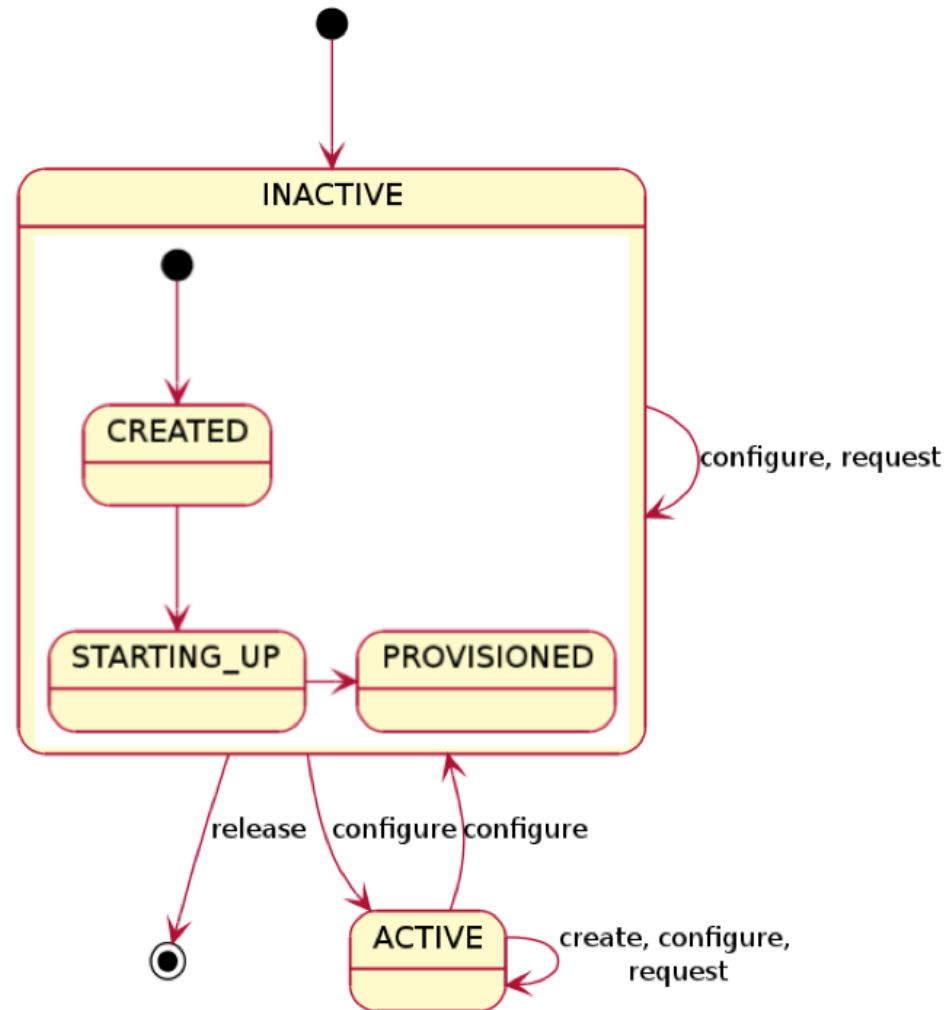 INACTIVE
CREATED
configure, request
STARTING_UP
PROVISIONED
release
configure
configure
ACTIVE
create, configure,
request